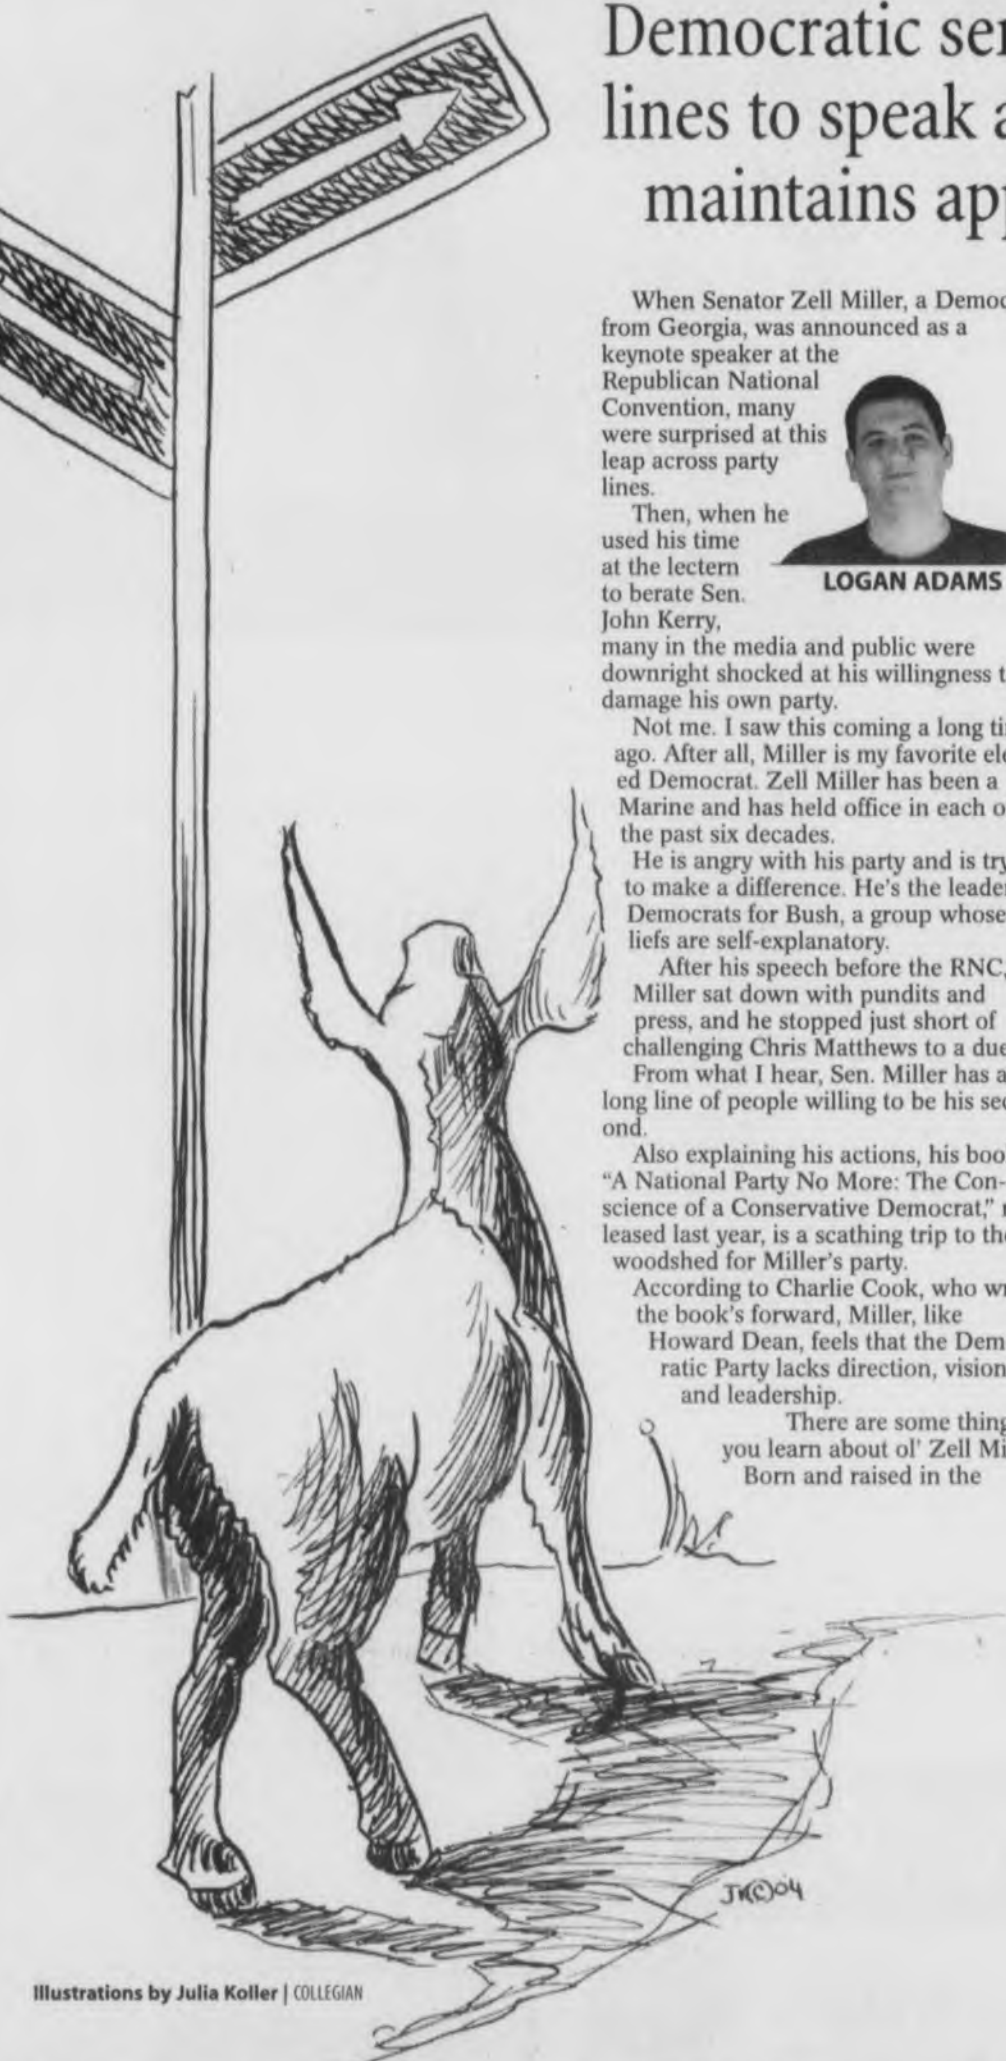 Democratic sen
lines to speak a
maintains app
When Senator Zell Miller, a Democ
from Georgia, was announced as a
keynote speaker at the
Republican National
Convention, many
were surprised at this
leap across party
lines.
Then, when he
used his time
at the lectern
to berate Sen.
John Kerry,
LOGAN ADAMS
many in the media and public were
downright shocked at his willingness t
damage his own party.
Not me. I saw this coming a long ti
ago. After all, Miller is my favorite ele
ed Democrat. Zell Miller has been a
Marine and has held office in each o
the past six decades.
He is angry with his party and is try
to make a difference. He's the leader
Democrats for Bush, a group whose
liefs are self-explanatory.
After his speech before the RNC,
Miller sat down with pundits and
press, and he stopped just short of
challenging Chris Matthews to a due
From what I hear, Sen. Miller has a
long line of people willing to be his sec
ond.
Also explaining his actions, his boo
“A National Party No More: The Con-
science of a Conservative Democrat,” r
leased last year, is a scathing trip to the
woodshed for Miller's party.
According to Charlie Cook, who wr
the book's forward, Miller, like
Howard Dean, feels that the Dem
ratic Party lacks direction, vision
and leadership.
There are some thing
you learn about ol' Zell Mi
Born and raised in the
JK(C)04
Illustrations by Julia Koller | COLLEGIAN